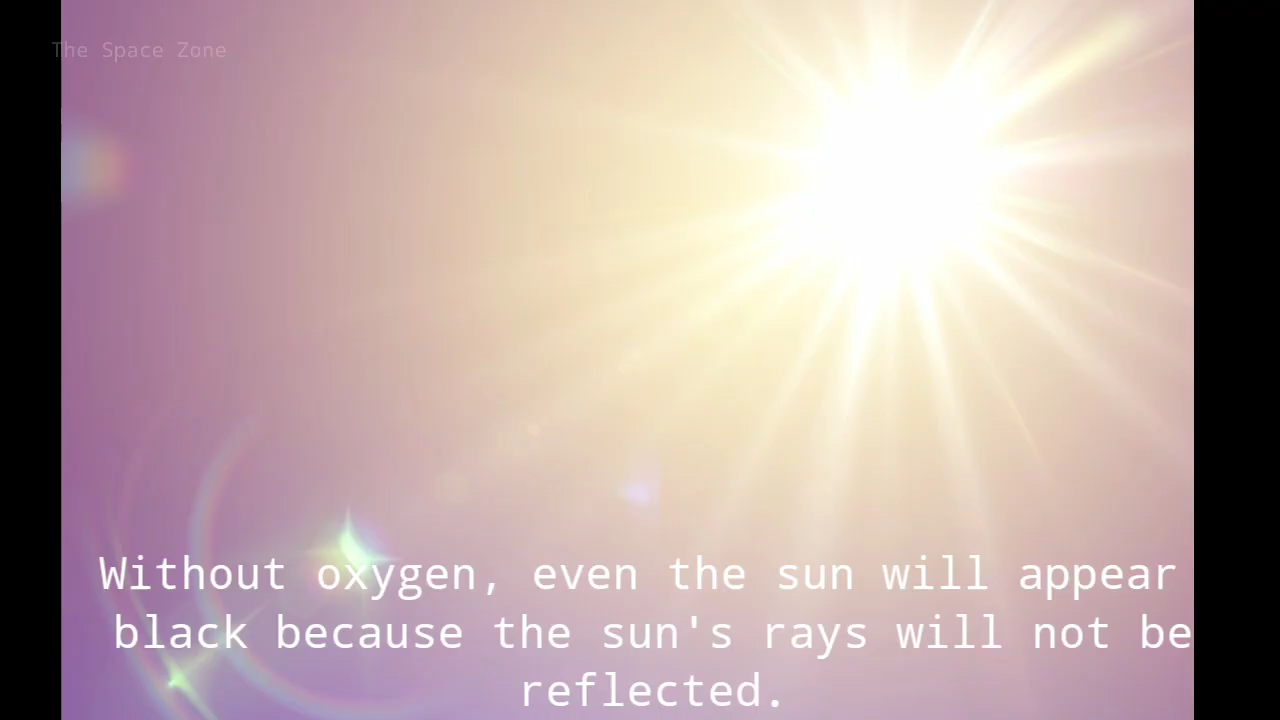 The Space Zone
Without oxygen, even the sun will appear
black because the sun's rays will not be
reflected.